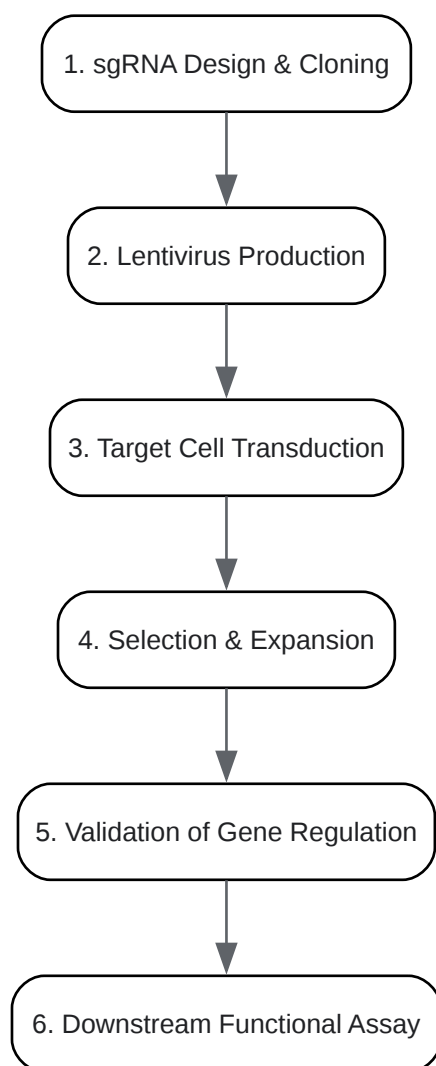 1. sgRNA Design & Cloning
2. Lentivirus Production
3. Target Cell Transduction
4. Selection & Expansion
5. Validation of Gene Regulation
6. Downstream Functional Assay